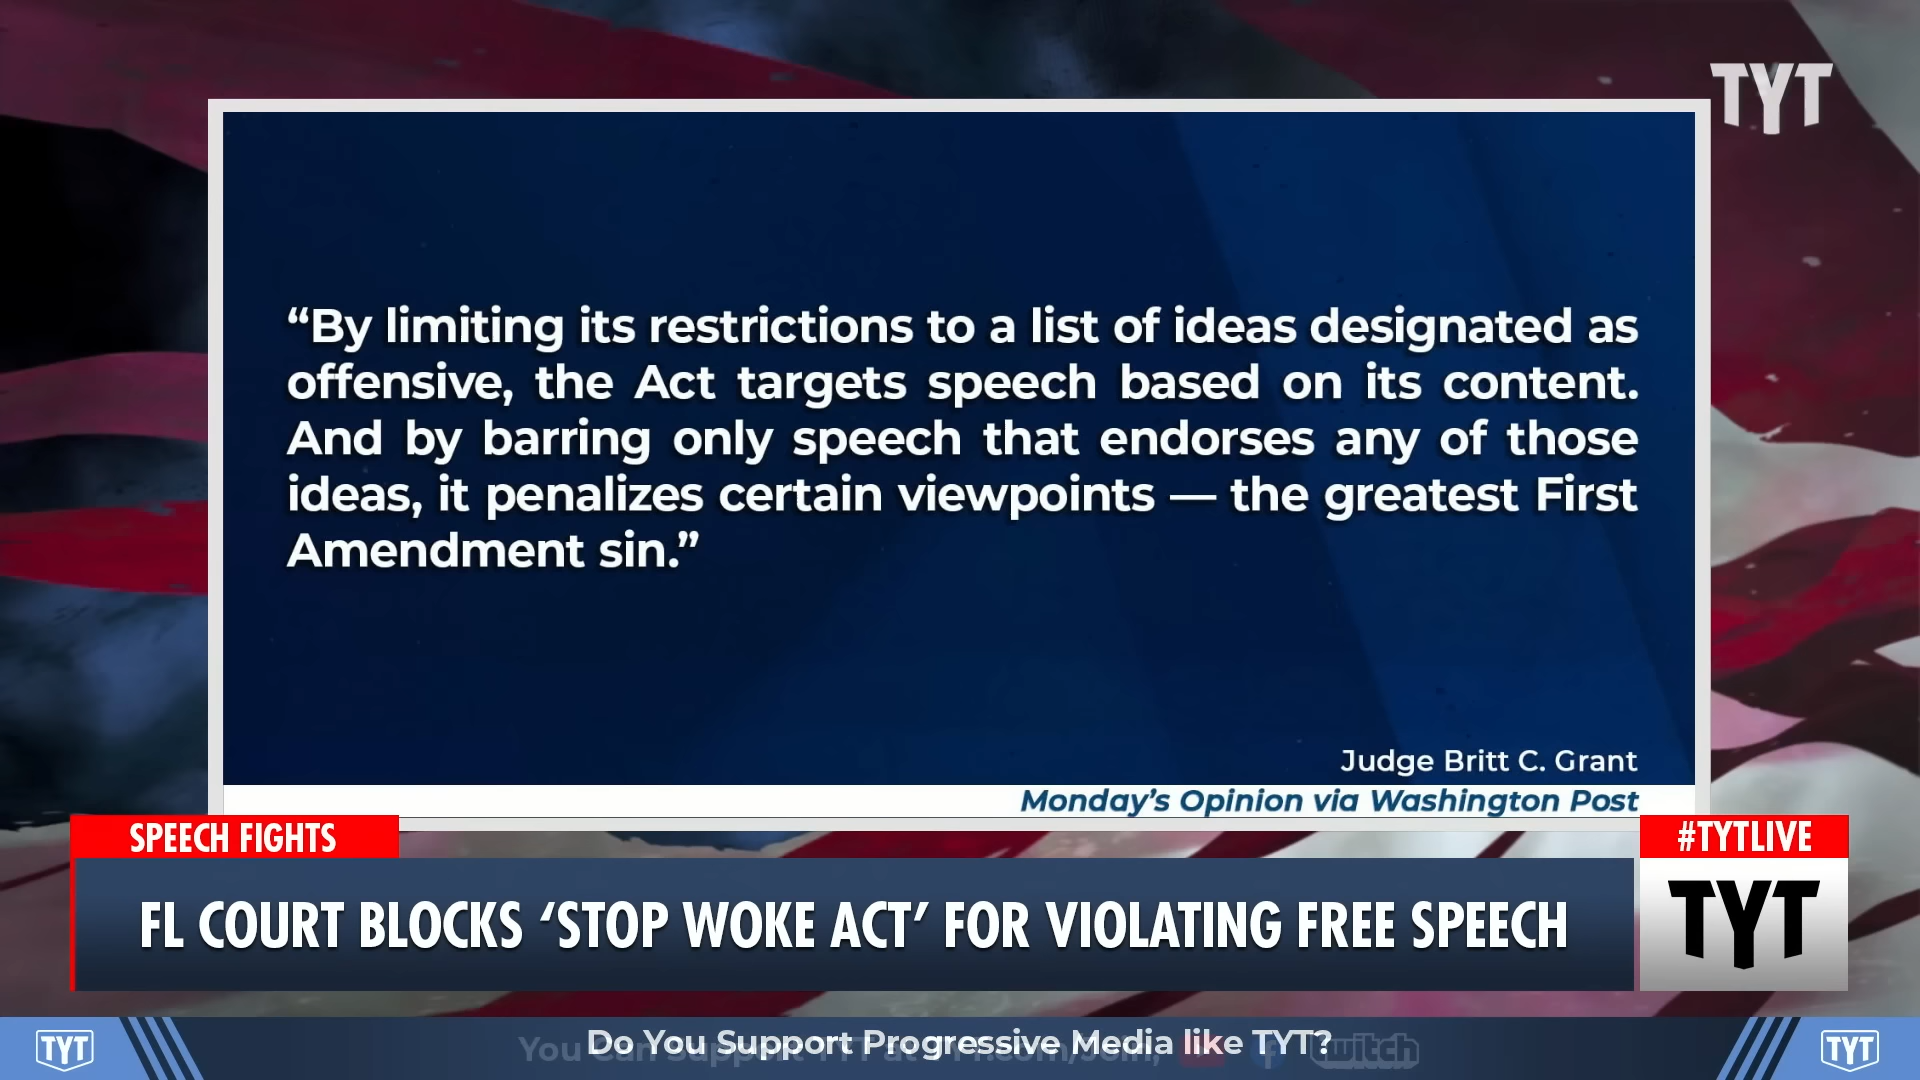 TYT
“By limiting its restrictions to a list of ideas designated as
offensive, the Act targets speech based on its content.
And by barring only speech that endorses any of those
ideas, it penalizes certain viewpoints — the greatest First
Amendment sin.”
Judge Britt C. Grant
Monday’s Opinion via Washington Post
SPEECH FIGHTS
#TYTLIVE
FL COURT BLOCKS ‘STOP WOKE ACT’ FOR VIOLATING FREE SPEECH
TYT
TYT
Do You Support Progressive Media like TYT?
twitch
TYT